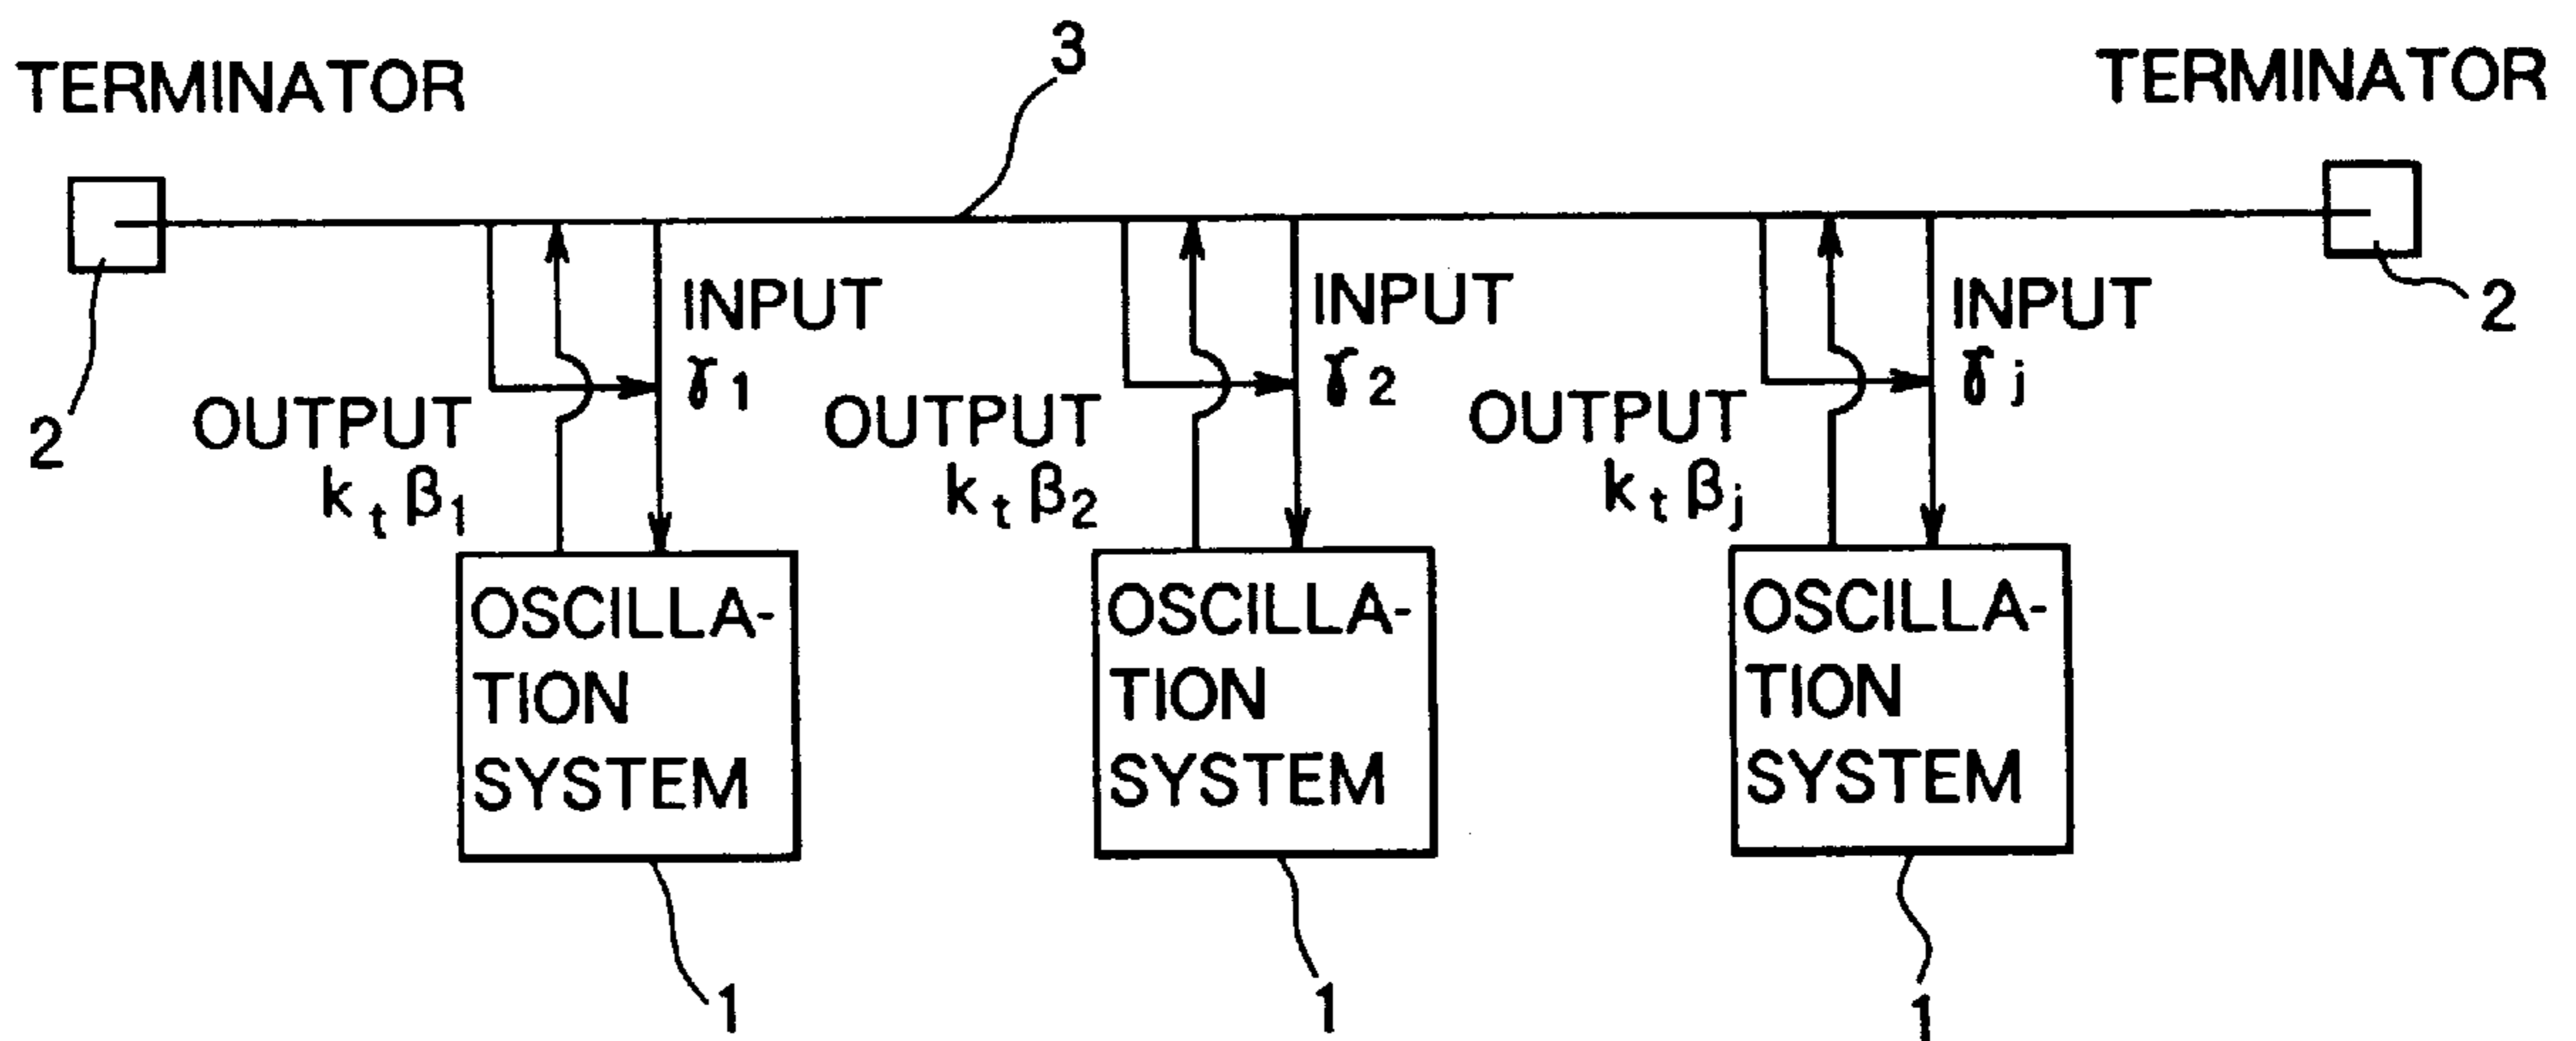 3
TERMINATOR
TERMINATOR
2
2
INPUT
γ1
OUTPUT
kt β1
INPUT
γ2
OUTPUT
kt β2
INPUT
γj
OUTPUT
kt βj
OSCILLA-
TION
SYSTEM
OSCILLA-
TION
SYSTEM
OSCILLA-
TION
SYSTEM
1
1
1